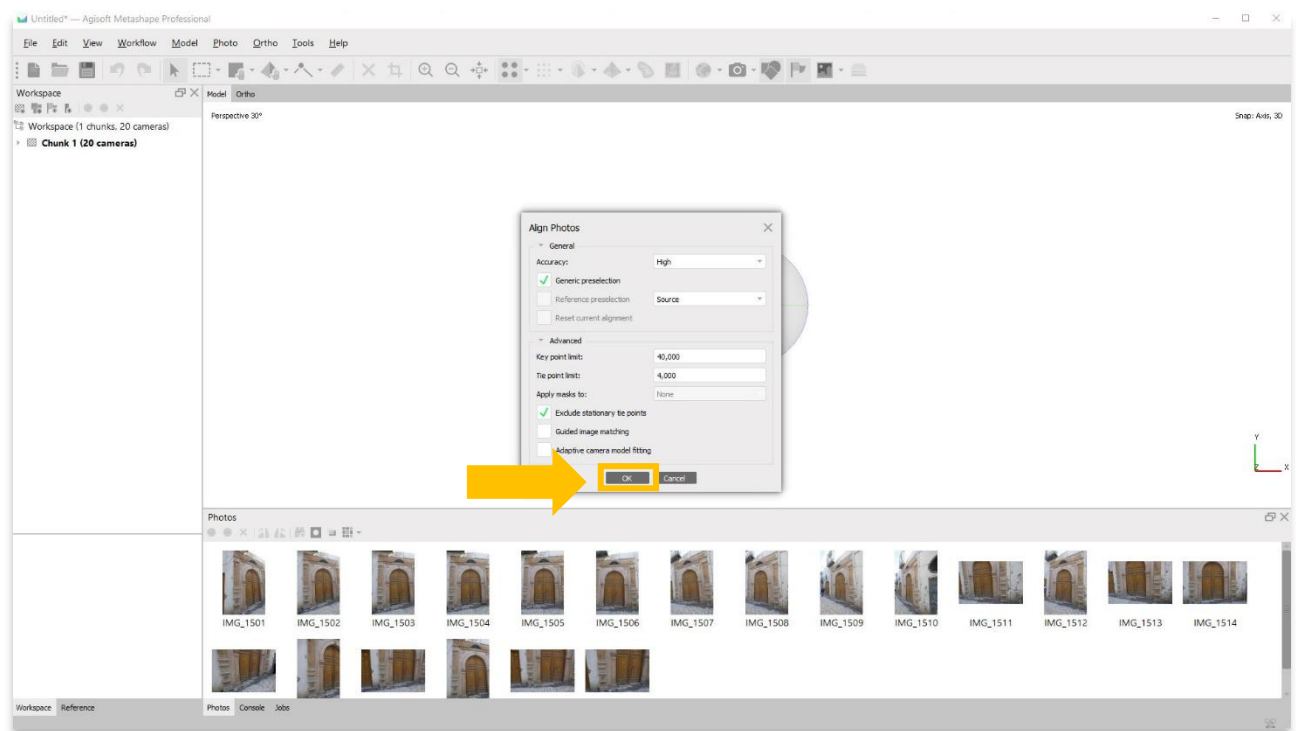 Untitled* — Agisoft Metashape Professional
File Edit View Workflow Model Photo Ortho Tools Help
Workspace
Model Ortho
Workspace (1 chunks, 20 cameras)
Chunk 1 (20 cameras)
Perspective 30°
Snap: Axis, 3D
Align Photos
General
Accuracy: High
Generic preselection
Reference preselection Source
Reset current alignment
Advanced
Key point limit: 40,000
Tie point limit: 4,000
Apply masks to: None
Exclude stationary tie points
Guided image matching
Adaptive camera model fitting
OK Cancel
Y
Z X
Photos
IMG_1501 IMG_1502 IMG_1503 IMG_1504 IMG_1505 IMG_1506 IMG_1507 IMG_1508 IMG_1509 IMG_1510 IMG_1511 IMG_1512 IMG_1513 IMG_1514
Workspace Reference
Photos Console Jobs